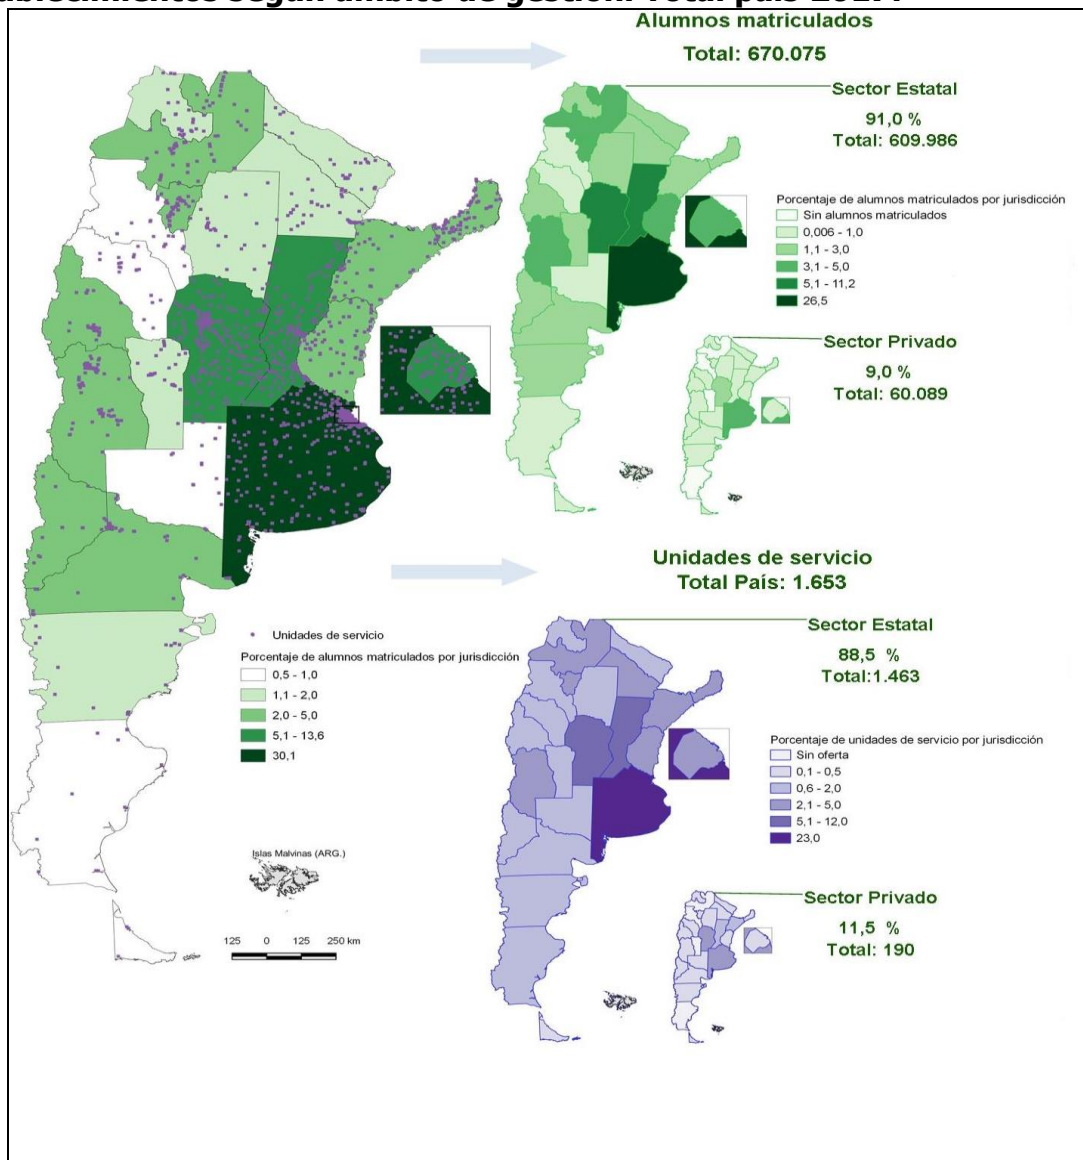 Alumnos matriculados
Total: 670.075
Sector Estatal
91,0 %
Total: 609.986
Porcentaje de alumnos matriculados por jurisdicción
Sin alumnos matriculados
0,006 - 1,0
1,1 - 3,0
3,1 - 5,0
5,1 - 11,2
26,5
Sector Privado
9,0 %
Total: 60.089
Unidades de servicio
Porcentaje de alumnos matriculados por jurisdicción
0,5 - 1,0
1,1 - 2,0
2,0 - 5,0
5,1 - 13,6
30,1
Islas Malvinas (ARG.)
125 0 125 250 km
Unidades de servicio
Total País: 1.653
Sector Estatal
88,5 %
Total:1.463
Porcentaje de unidades de servicio por jurisdicción
Sin oferta
0,1 - 0,5
0,6 - 2,0
2,1 - 5,0
5,1 - 12,0
23,0
Sector Privado
11,5 %
Total: 190